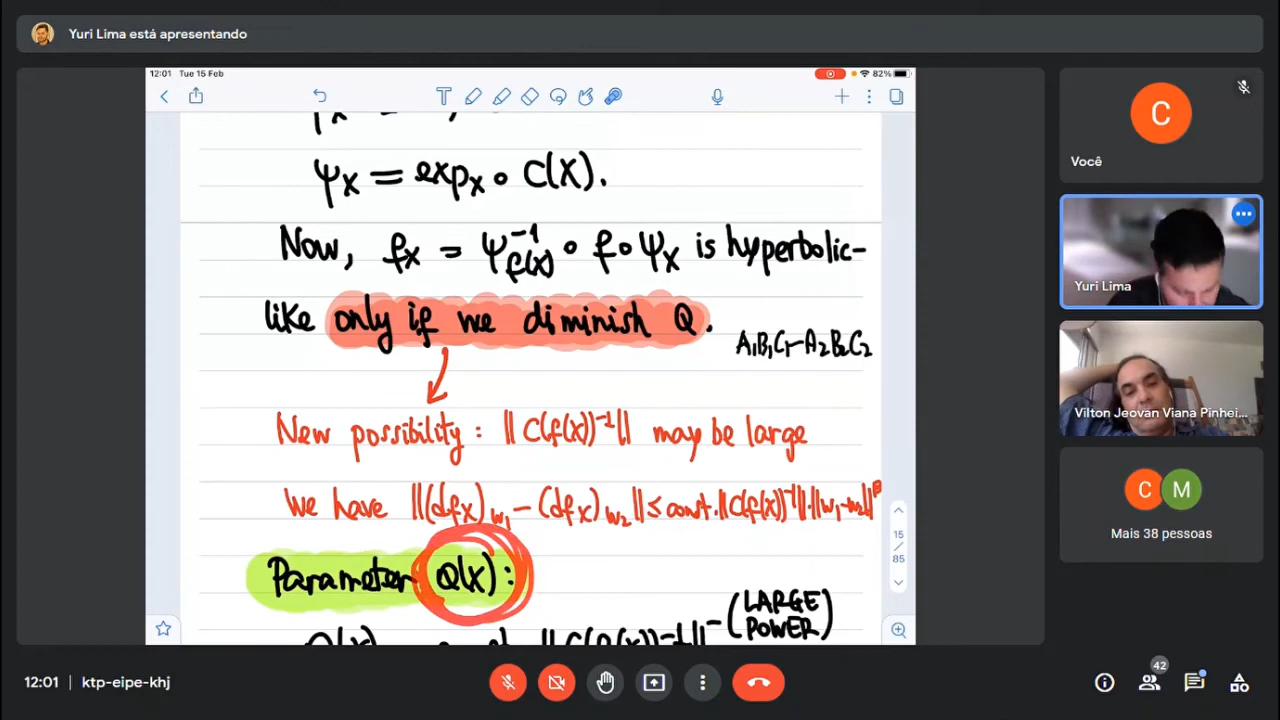 Yuri Lima está apresentando
12:01 Tue 15 Feb
82%
ψx = expx ∘ C(x).
Now, fx = ψ⁻¹f(x) ∘ f ∘ ψx is hyperbolic-
like only if we diminish Q.
A₁B₁C₁-A₂B₂C₂
New possibility: ||C(f(x))⁻¹|| may be large
We have ||(dfx)w₁ - (dfx)w₂|| ≤ const.||C(f(x))⁻¹||.||w₁-w₂||^β
Parameter Q(x):
||C(f(x))⁻¹||^-(LARGE
POWER)
15
/
85
C
Você
Yuri Lima
Vilton Jeovan Viana Pinhei...
C M
Mais 38 pessoas
12:01 | ktp-eipe-khj
42